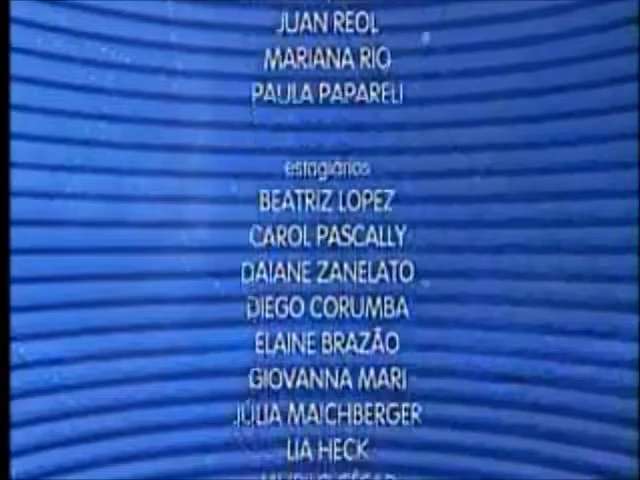 JUAN REOL
MARIANA RIO
PAULA PAPARELI
estagiários
BEATRIZ LOPEZ
CAROL PASCALLY
DAIANE ZANELATO
DIEGO CORUMBA
ELAINE BRAZÃO
GIOVANNA MARI
JÚLIA MAICHBERGER
LIA HECK